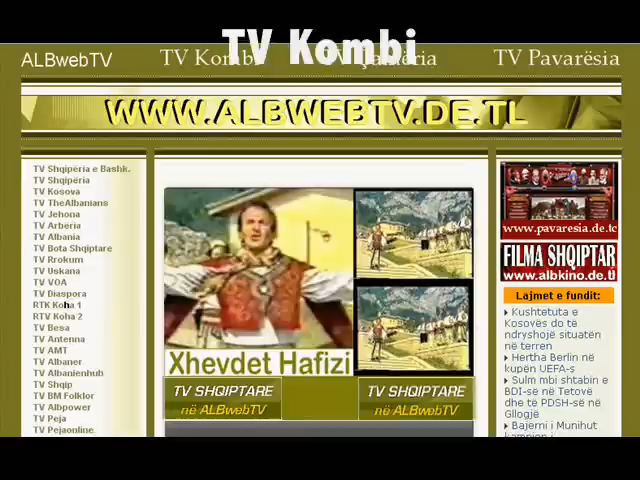 TV Kombi
ALBwebTV
TV Kombi
TV Çamëria
TV Pavarësia
WWW.ALBWEBTV.DE.TL
TV Shqipëria e Bashk.
TV Shqipëria
TV Kosova
TV TheAlbanians
TV Jehona
TV Arberia
TV Albania
TV Bota Shqiptare
TV Rrokum
TV Uskana
TV VOA
TV Diaspora
RTK Koha 1
RTV Koha 2
TV Besa
TV Antenna
TV AMT
TV Albaner
TV Albanienhub
TV Shqip
TV BM Folklor
TV Albpower
TV Peja
TV Pejaonline
Xhevdet Hafizi
TV SHQIPTARE
në ALBwebTV
TV SHQIPTARE
në ALBwebTV
www.pavaresia.de.tc
FILMA SHQIPTAR
www.albkino.de.tl
Lajmet e fundit:
Kushtetuta e
Kosovës do të
ndryshojë situatën
në terren
Hertha Berlin në
kupën UEFA-s
Sulm mbi shtabin e
BDI-se në Tetovë
dhe të PDSH-së në
Gllogjë
Bajerni i Munihut
kampion i